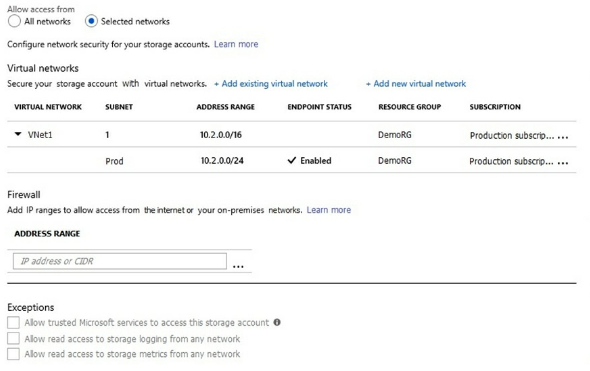 Allow access from
All networks Selected networks
Configure network security for your storage accounts. Learn more
Virtual networks
Secure your storage account with virtual networks. + Add existing virtual network + Add new virtual network
VIRTUAL NETWORK SUBNET ADDRESS RANGE ENDPOINT STATUS RESOURCE GROUP SUBSCRIPTION
VNet1 1 10.2.0.0/16 DemoRG Production subscrip... ...
Prod 10.2.0.0/24 Enabled DemoRG Production subscrip... ...
Firewall
Add IP ranges to allow access from the internet or your on-premises networks. Learn more
ADDRESS RANGE
IP address or CIDR ...
Exceptions
Allow trusted Microsoft services to access this storage account
Allow read access to storage logging from any network
Allow read access to storage metrics from any network